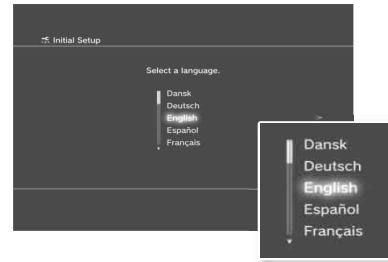 Initial Setup
Select a language.
Dansk
Deutsch
English
Español
Français
Dansk
Deutsch
English
Español
Français